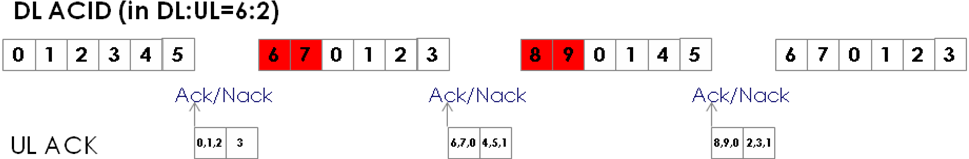 DL ACID (in DL:UL=6:2)
0 1 2 3 4 5 6 7 0 1 2 3 8 9 0 1 4 5 6 7 0 1 2 3
Ack/Nack Ack/Nack Ack/Nack
UL ACK 0,1,2 3 6,7,0 4,5,1 8,9,0 2,3,1